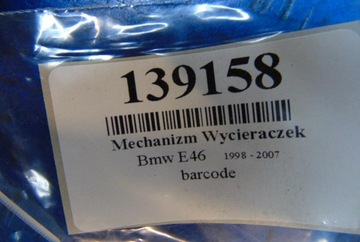 139158
Mechanizm Wycieraczek
Bmw E46 1998 - 2007
barcode